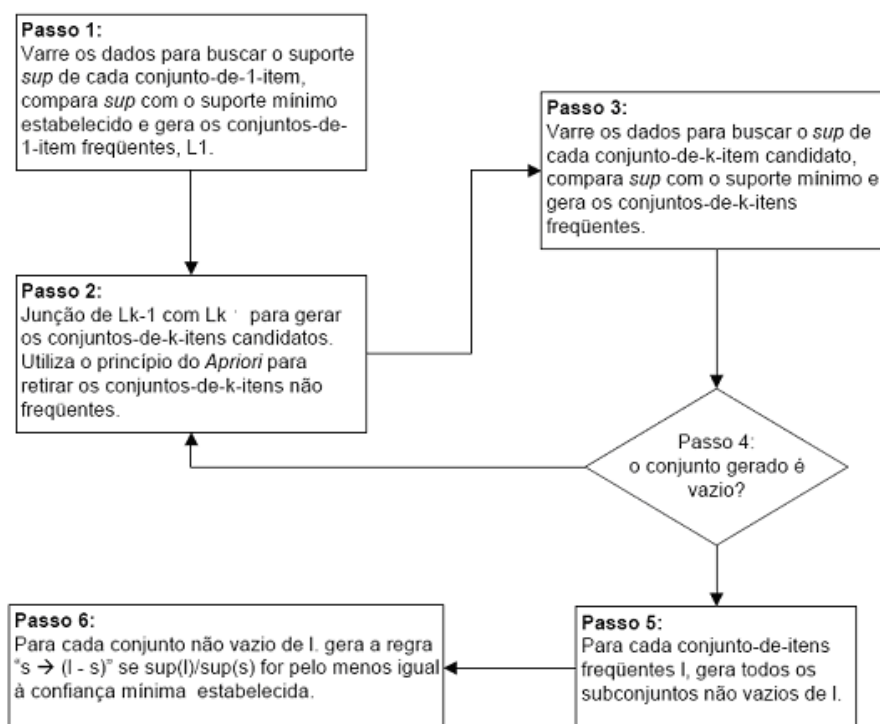 Passo 1:
Varre os dados para buscar o suporte
sup de cada conjunto-de-1-item,
compara sup com o suporte mínimo
estabelecido e gera os conjuntos-de-
1-item freqüentes, L1.
Passo 2:
Junção de Lk-1 com Lk para gerar
os conjuntos-de-k-itens candidatos.
Utiliza o princípio do Apriori para
retirar os conjuntos-de-k-itens não
freqüentes.
Passo 3:
Varre os dados para buscar o sup de
cada conjunto-de-k-item candidato,
compara sup com o suporte mínimo e
gera os conjuntos-de-k-itens
freqüentes.
Passo 4:
o conjunto gerado é
vazio?
Passo 5:
Para cada conjunto-de-itens
freqüentes l, gera todos os
subconjuntos não vazios de l.
Passo 6:
Para cada conjunto não vazio de l. gera a regra
“s → (l - s)” se sup(l)/sup(s) for pelo menos igual
à confiança mínima estabelecida.